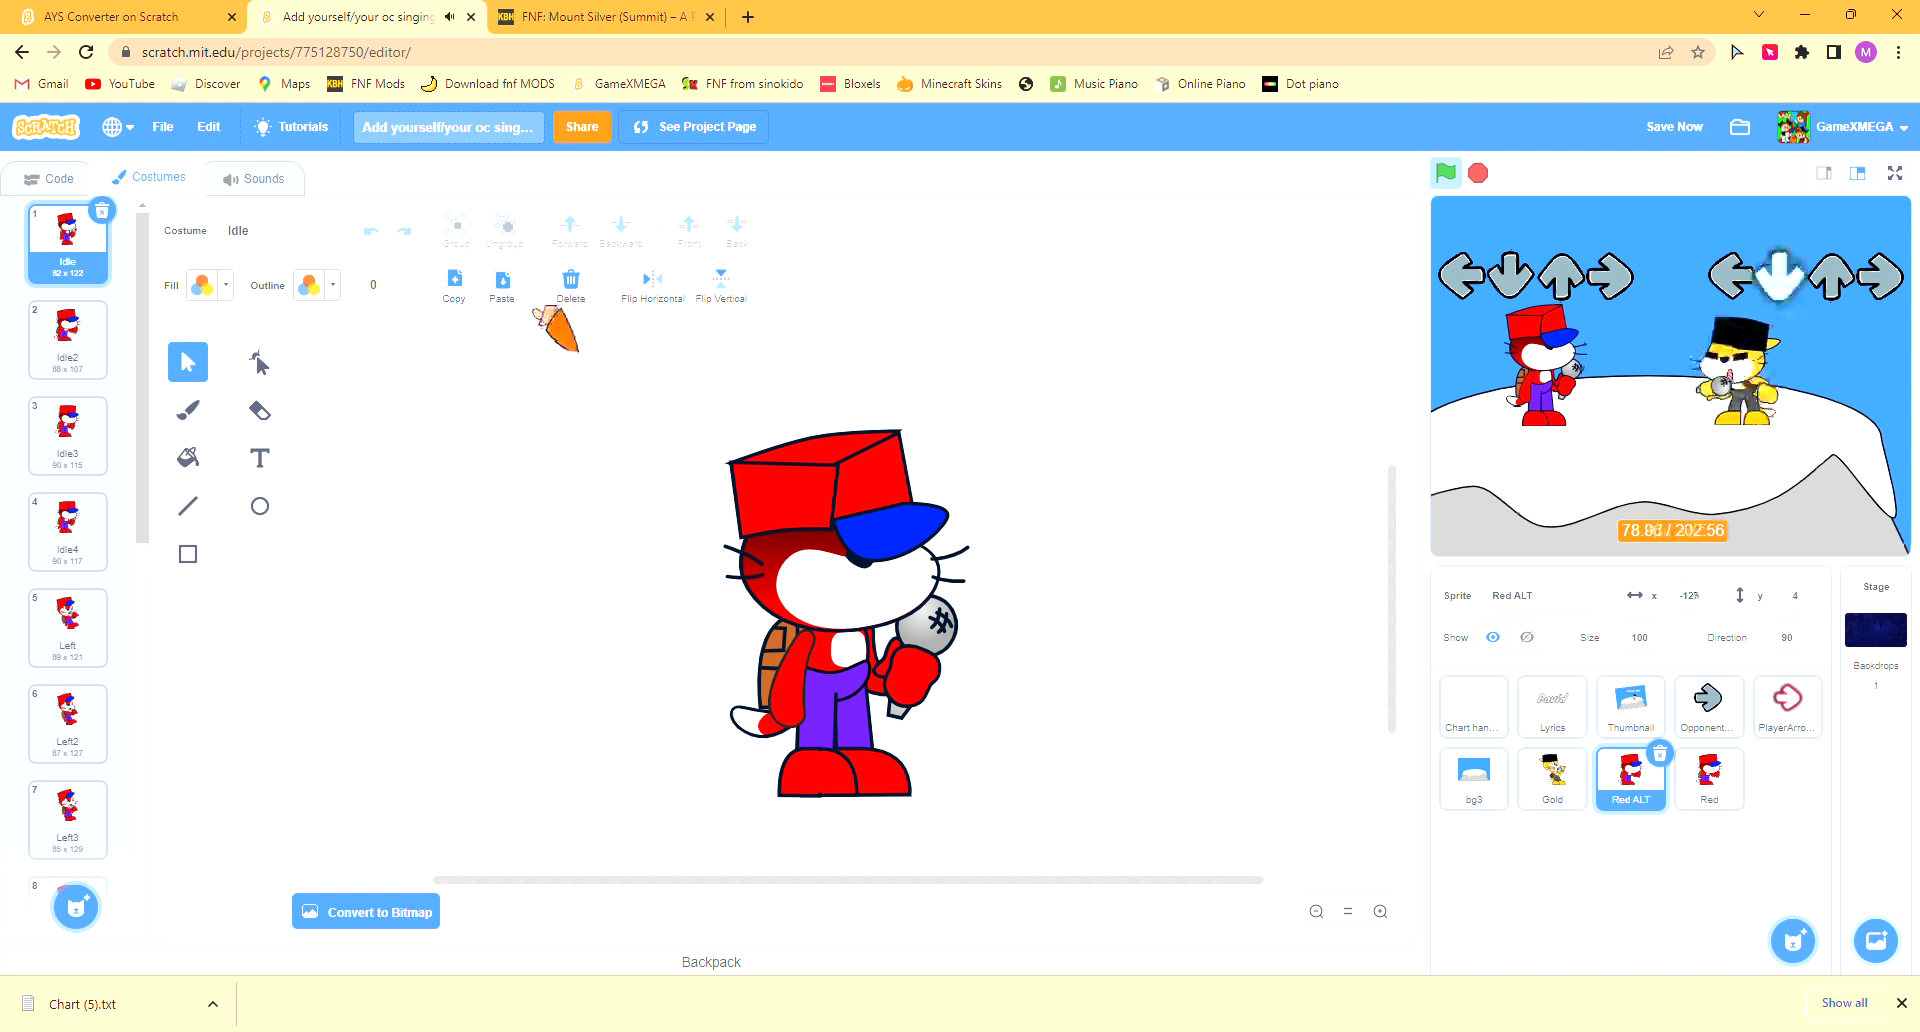 AYS Converter on Scratch
Add yourself/your oc singing
KBH FNF: Mount Silver (Summit) – A
scratch.mit.edu/projects/775128750/editor/
M
Gmail YouTube Discover Maps KBH FNF Mods Download fnf MODS GameXMEGA FNF from sinokido Bloxels Minecraft Skins Music Piano Online Piano Dot piano
SCRATCH File Edit Tutorials Add yourself/your oc sing... Share See Project Page Save Now GameXMEGA
Code Costumes Sounds
Costume Idle
Group Ungroup Forward Backward Front Back
Fill Outline 0
Copy Paste Delete Flip Horizontal Flip Vertical
1
Idle
82 x 122
2
Idle2
88 x 107
3
Idle3
90 x 115
4
Idle4
90 x 117
5
Left
89 x 121
6
Left2
87 x 127
7
Left3
85 x 129
8
T
Convert to Bitmap
Backpack
Sprite Red ALT x y 4
Show Size 100 Direction 90
Chart han... Lyrics Thumbnail Opponent... PlayerArro...
David
bg3 Gold Red ALT Red
Stage
Backdrops
1
Chart (5).txt
Show all